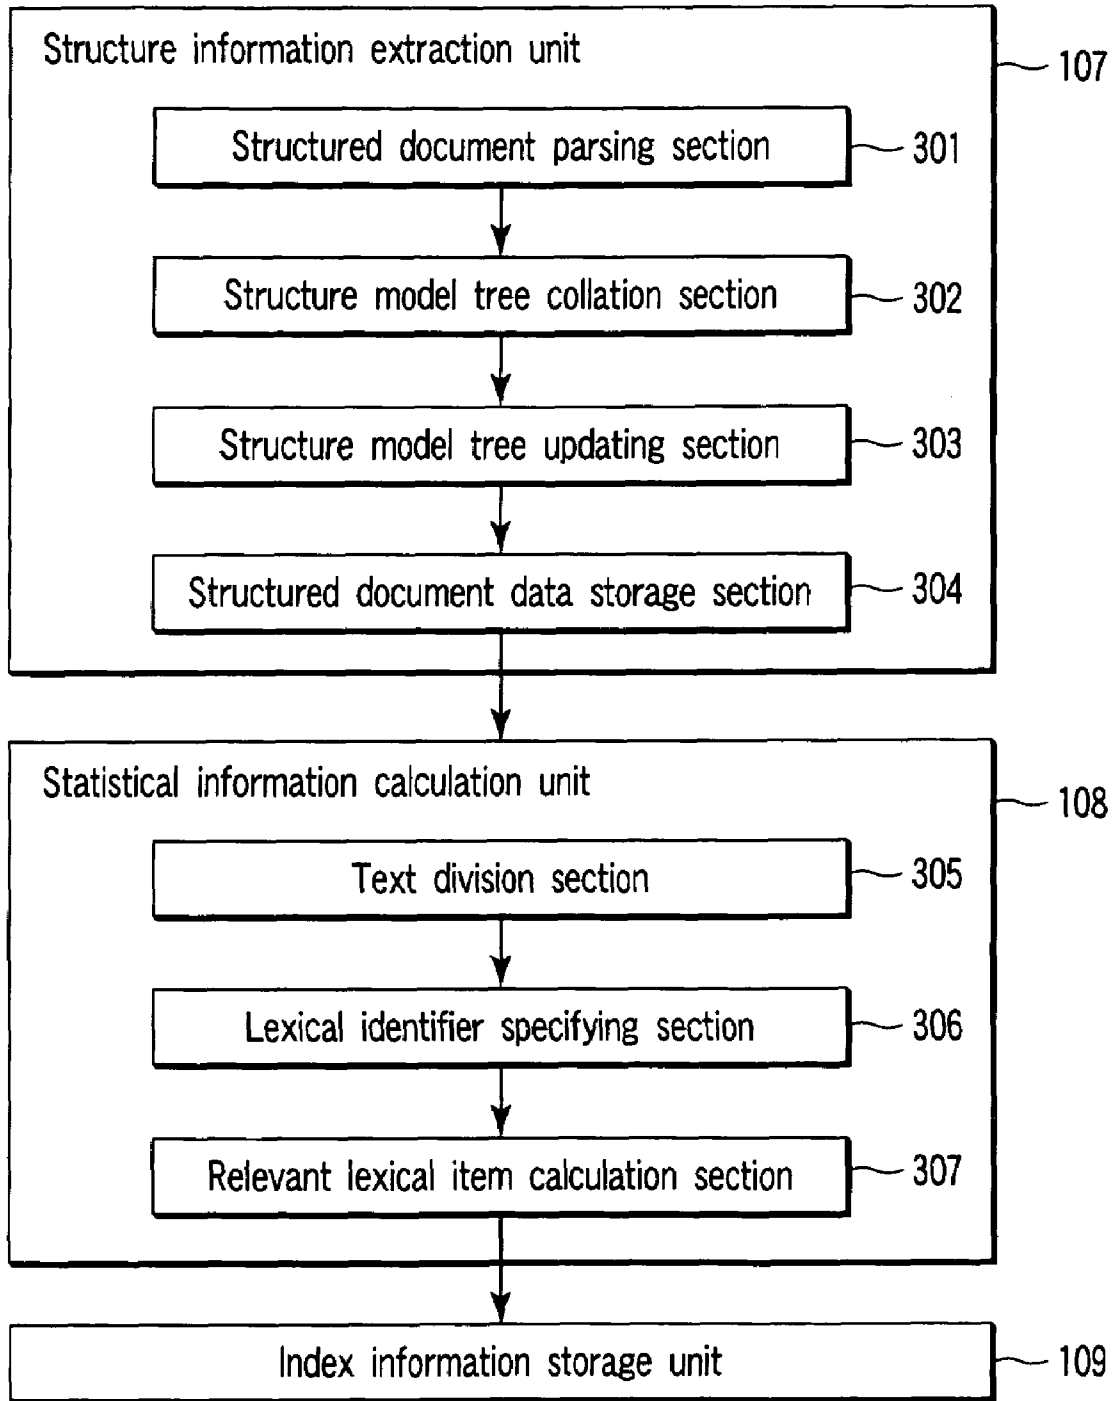 Structure information extraction unit
107
Structured document parsing section
301
Structure model tree collation section
302
Structure model tree updating section
303
Structured document data storage section
304
Statistical information calculation unit
108
Text division section
305
Lexical identifier specifying section
306
Relevant lexical item calculation section
307
Index information storage unit
109